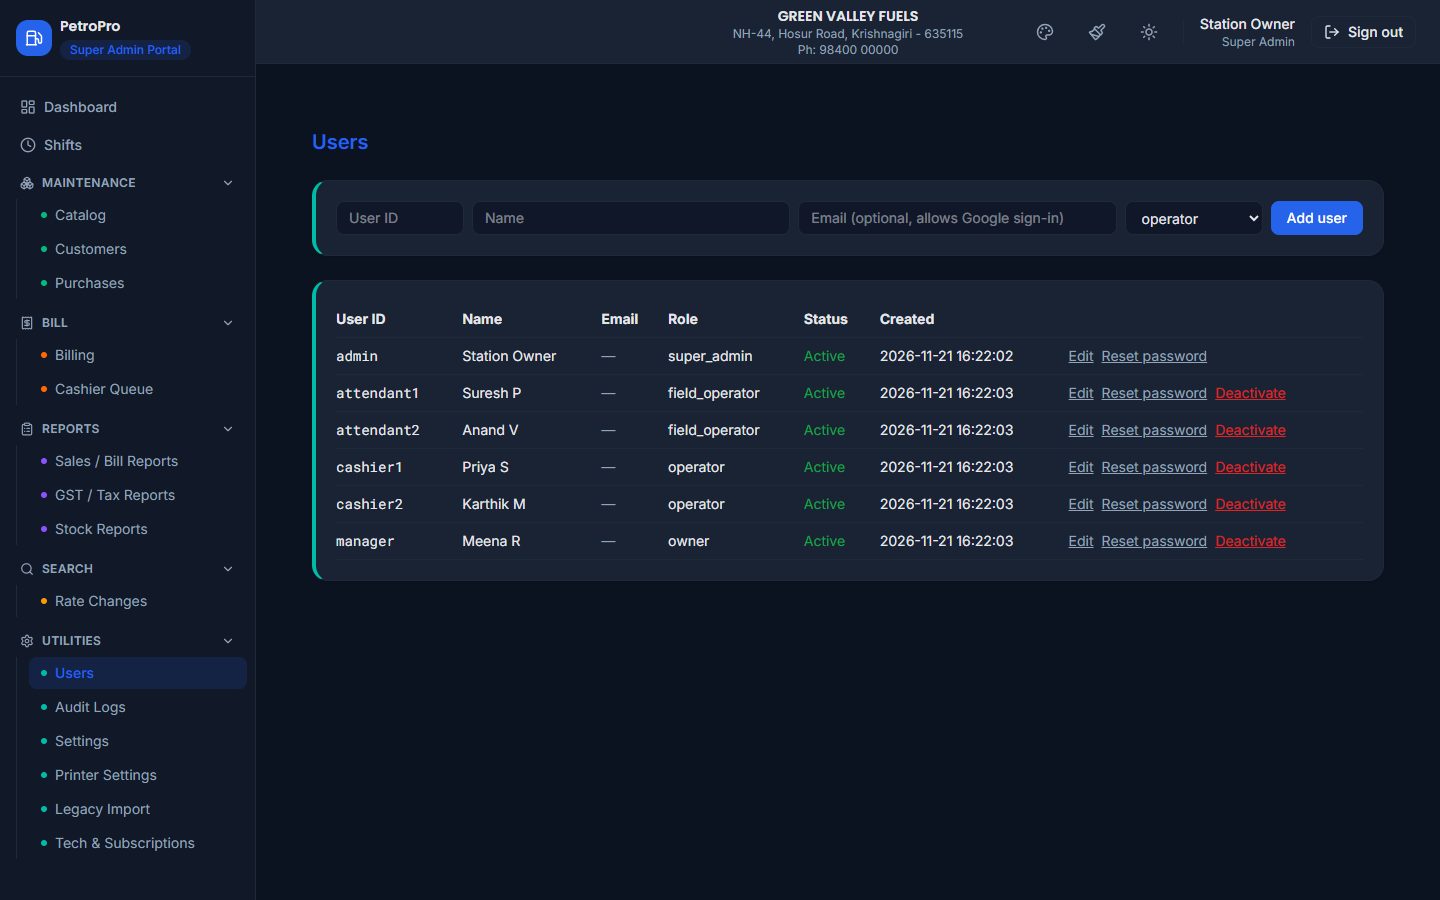 PetroPro
Super Admin Portal
GREEN VALLEY FUELS
NH-44, Hosur Road, Krishnagiri - 635115
Ph: 98400 00000
Station Owner
Super Admin
Sign out
Dashboard
Shifts
MAINTENANCE
Catalog
Customers
Purchases
BILL
Billing
Cashier Queue
REPORTS
Sales / Bill Reports
GST / Tax Reports
Stock Reports
SEARCH
Rate Changes
UTILITIES
Users
Audit Logs
Settings
Printer Settings
Legacy Import
Tech & Subscriptions
Users
User ID Name Email (optional, allows Google sign-in) operator Add user
User ID Name Email Role Status Created
admin Station Owner — super_admin Active 2026-11-21 16:22:02 Edit Reset password
attendant1 Suresh P — field_operator Active 2026-11-21 16:22:03 Edit Reset password Deactivate
attendant2 Anand V — field_operator Active 2026-11-21 16:22:03 Edit Reset password Deactivate
cashier1 Priya S — operator Active 2026-11-21 16:22:03 Edit Reset password Deactivate
cashier2 Karthik M — operator Active 2026-11-21 16:22:03 Edit Reset password Deactivate
manager Meena R — owner Active 2026-11-21 16:22:03 Edit Reset password Deactivate